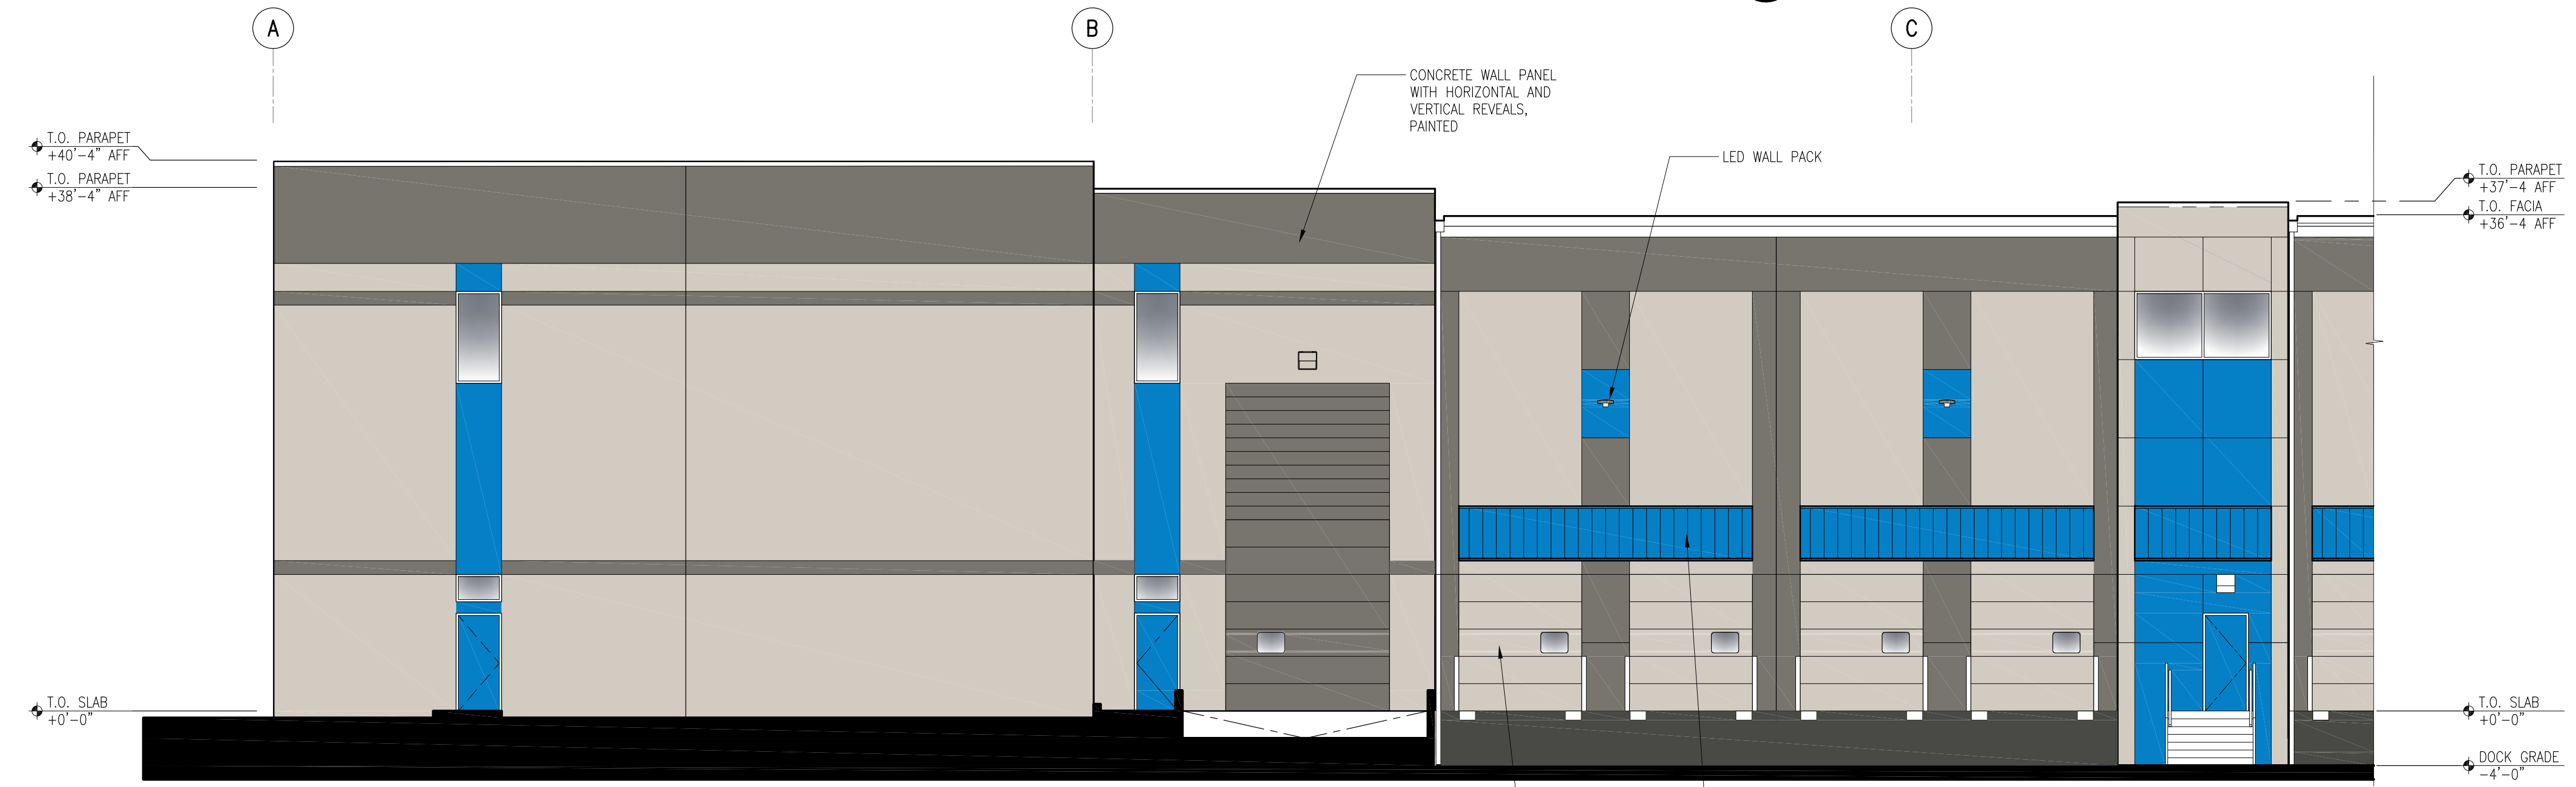 A
B
C
CONCRETE WALL PANEL
WITH HORIZONTAL AND
VERTICAL REVEALS,
PAINTED
LED WALL PACK
T.O. PARAPET
+40'-4" AFF
T.O. PARAPET
+38'-4" AFF
T.O. PARAPET
+37'-4 AFF
T.O. FACIA
+36'-4 AFF
T.O. SLAB
+0'-0"
T.O. SLAB
+0'-0"
DOCK GRADE
-4'-0"